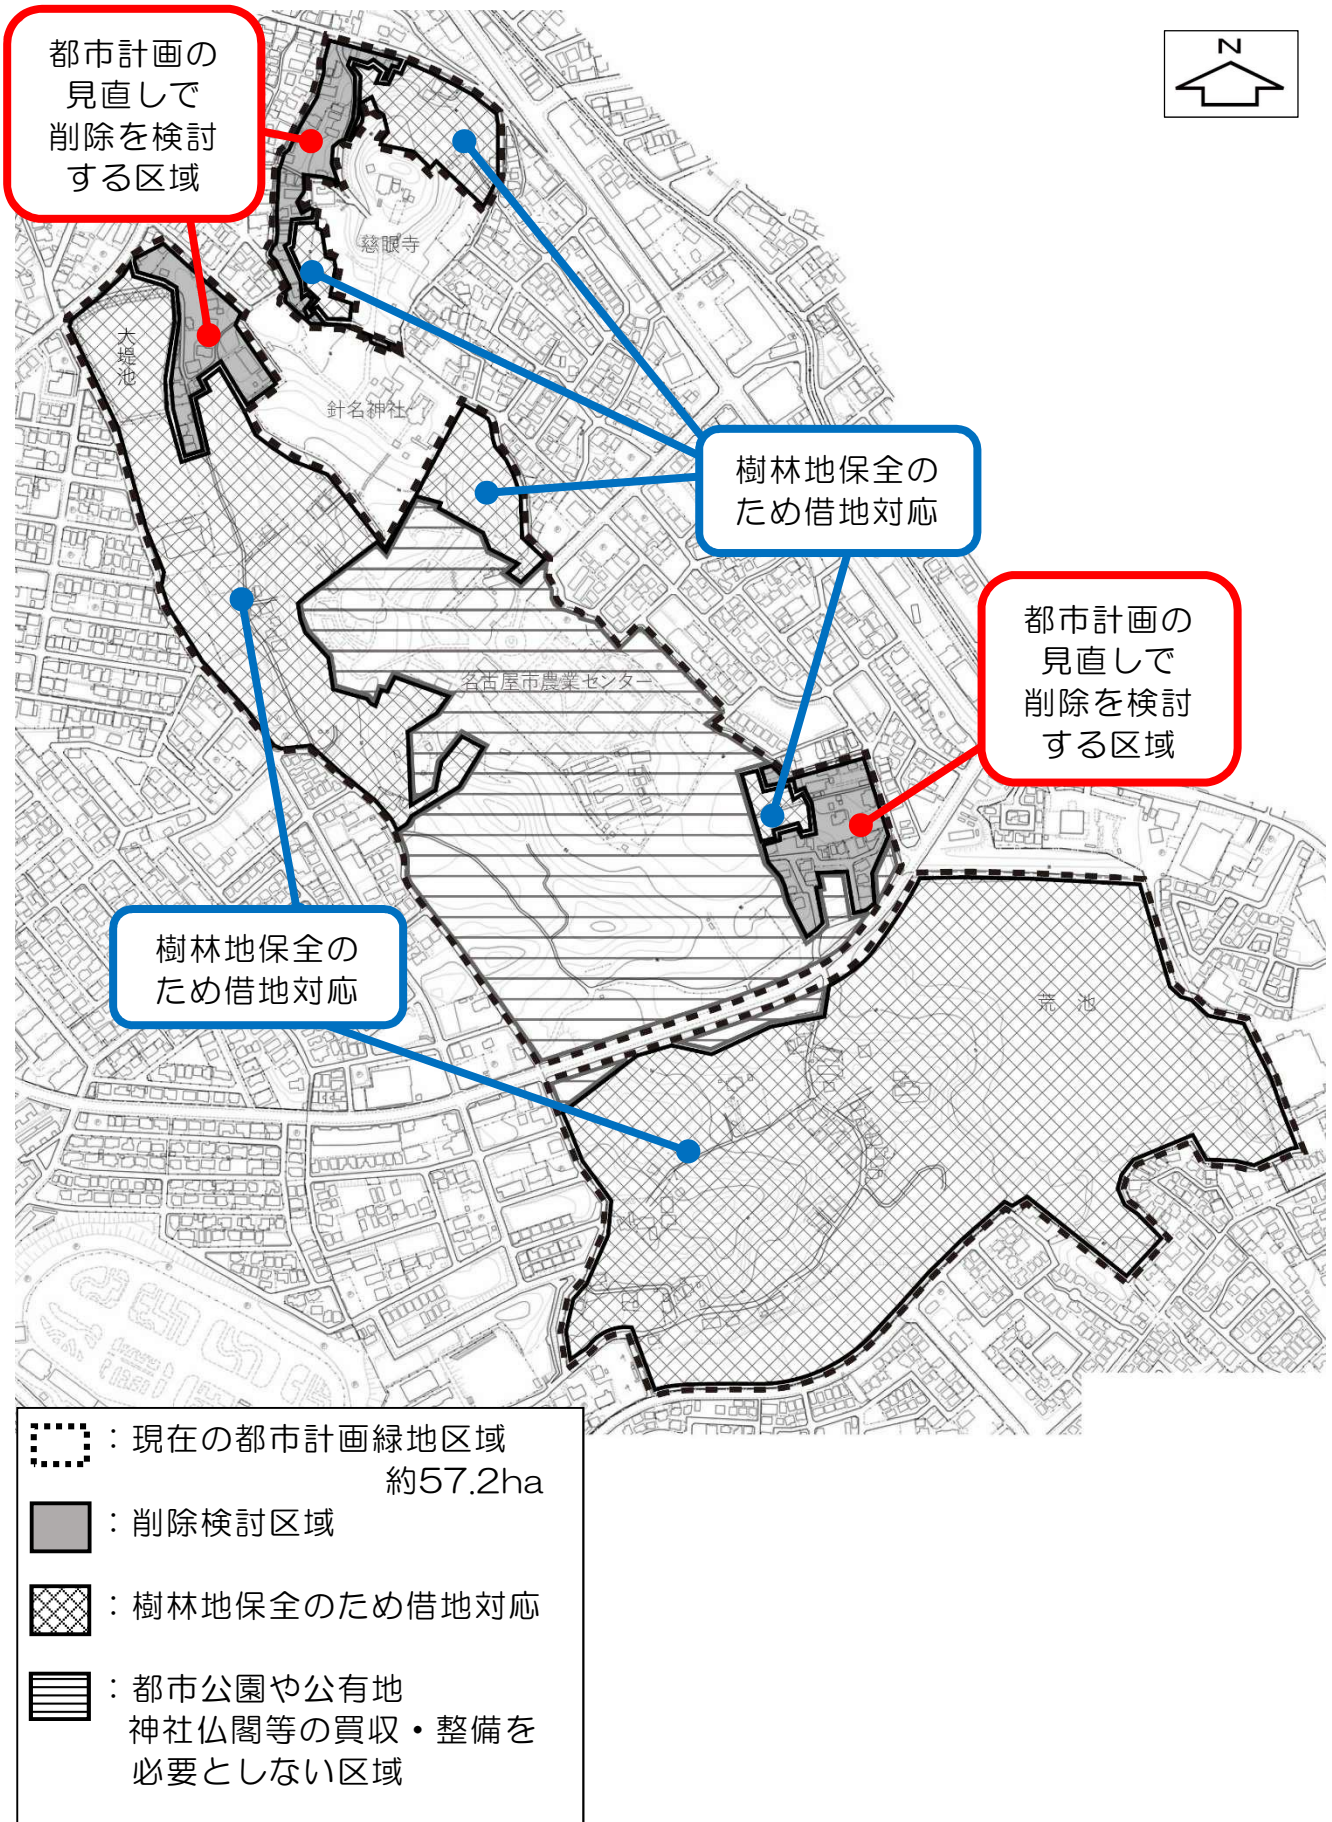 都市計画の
見直しで
削除を検討
する区域
N
慈眼寺
大堤池
針名神社
樹林地保全の
ため借地対応
都市計画の
見直しで
削除を検討
する区域
名古屋市農業センター
樹林地保全の
ため借地対応
荒 池
：現在の都市計画緑地区域
約57.2ha
：削除検討区域
：樹林地保全のため借地対応
：都市公園や公有地
神社仏閣等の買収・整備を
必要としない区域